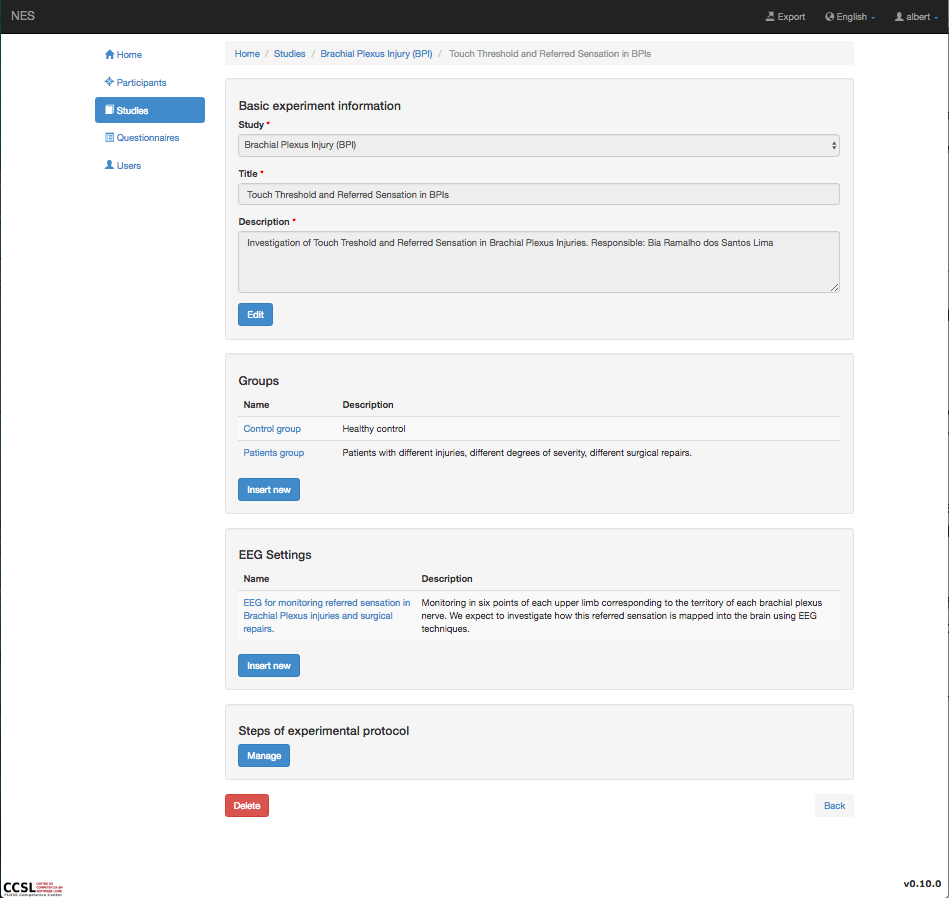 NES
Export English albert
Home
Participants
Studies
Questionnaires
Users
Home / Studies / Brachial Plexus Injury (BPI) / Touch Threshold and Referred Sensation in BPIs
Basic experiment information
Study *
Brachial Plexus Injury (BPI)
Title *
Touch Threshold and Referred Sensation in BPIs
Description *
Investigation of Touch Treshold and Referred Sensation in Brachial Plexus Injuries. Responsible: Bia Ramalho dos Santos Lima
Edit
Groups
Name Description
Control group Healthy control
Patients group Patients with different injuries, different degrees of severity, different surgical repairs.
Insert new
EEG Settings
Name Description
EEG for monitoring referred sensation in
Brachial Plexus injuries and surgical
repairs.
Monitoring in six points of each upper limb corresponding to the territory of each brachial plexus
nerve. We expect to investigate how this referred sensation is mapped into the brain using EEG
techniques.
Insert new
Steps of experimental protocol
Manage
Delete Back
CCSL
FLOSS Competence Center
v0.10.0